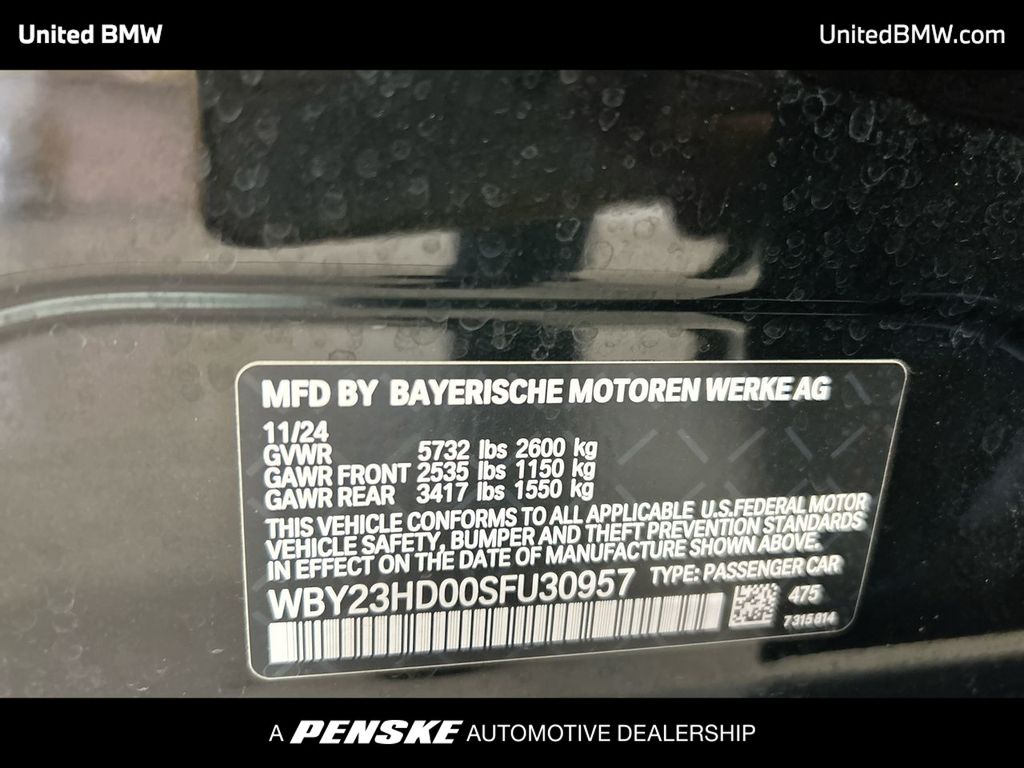 United BMW
UnitedBMW.com
MFD BY BAYERISCHE MOTOREN WERKE AG
11/24
GVWR 5732 lbs 2600 kg
GAWR FRONT 2535 lbs 1150 kg
GAWR REAR 3417 lbs 1550 kg
THIS VEHICLE CONFORMS TO ALL APPLICABLE U.S.FEDERAL MOTOR
VEHICLE SAFETY, BUMPER AND THEFT PREVENTION STANDARDS
IN EFFECT ON THE DATE OF MANUFACTURE SHOWN ABOVE.
WBY23HD00SFU30957 TYPE: PASSENGER CAR
475
7315814
A PENSKE AUTOMOTIVE DEALERSHIP